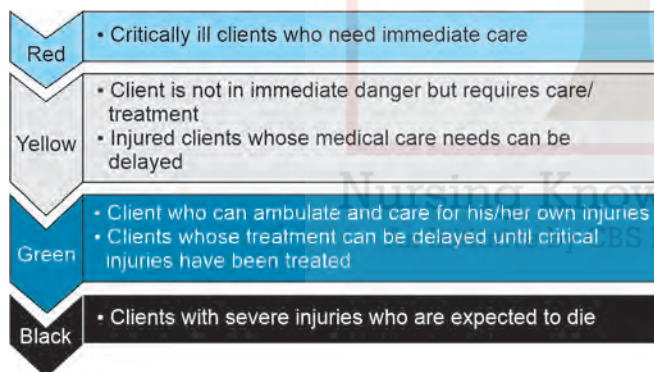 Red
• Critically ill clients who need immediate care
Yellow
• Client is not in immediate danger but requires care/
treatment
• Injured clients whose medical care needs can be
delayed
Green
• Client who can ambulate and care for his/her own injuries
• Clients whose treatment can be delayed until critical
injuries have been treated
Black
• Clients with severe injuries who are expected to die
Nursing Know
CBS